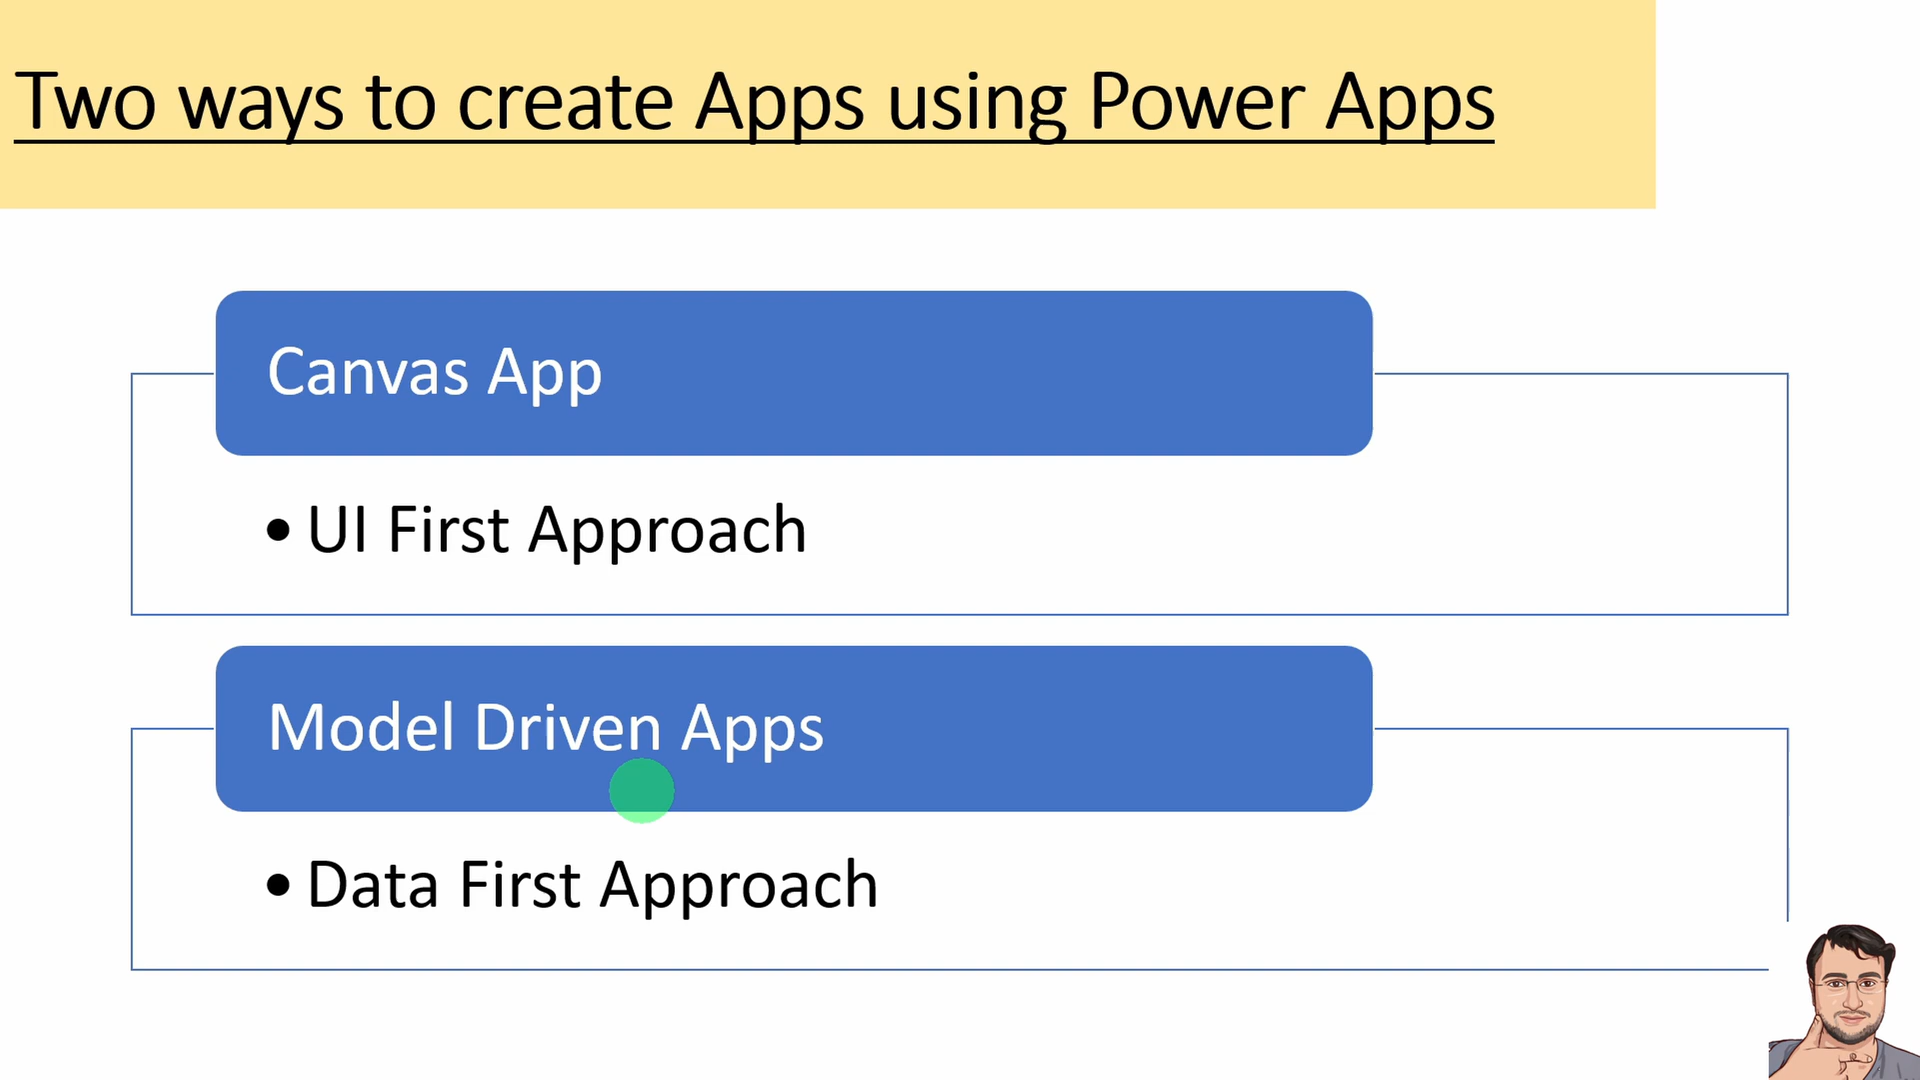 Two ways to create Apps using Power Apps
Canvas App
• UI First Approach
Model Driven Apps
• Data First Approach